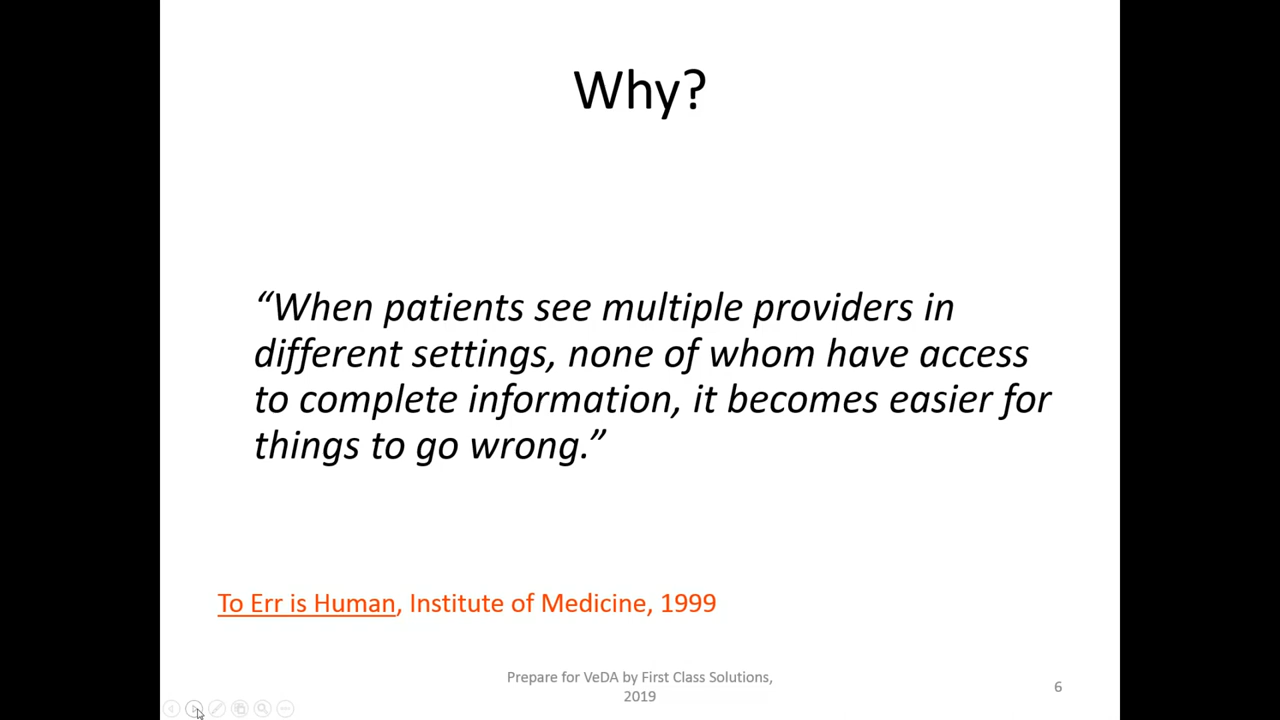 Why?
“When patients see multiple providers in
different settings, none of whom have access
to complete information, it becomes easier for
things to go wrong.”
To Err is Human, Institute of Medicine, 1999
Prepare for VeDA by First Class Solutions,
2019
6